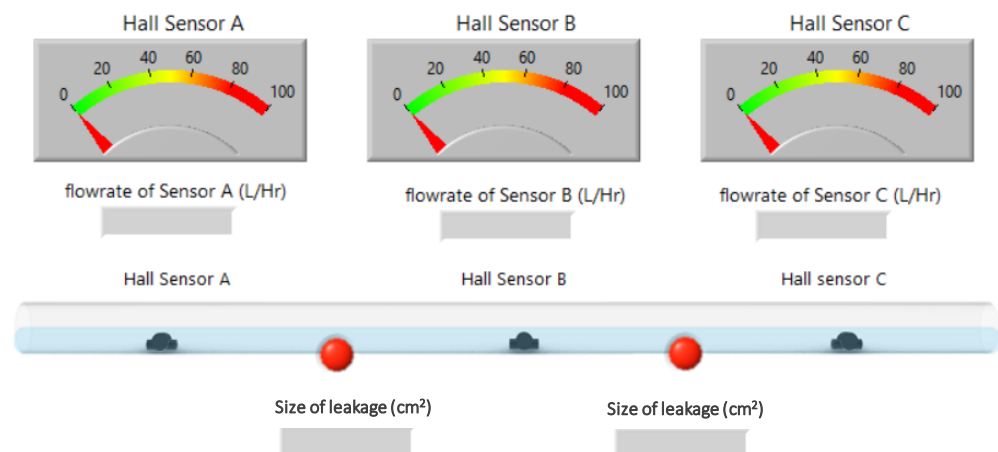 Hall Sensor A
Hall Sensor B
Hall Sensor C
0 20 40 60 80 100
0 20 40 60 80 100
0 20 40 60 80 100
flowrate of Sensor A (L/Hr)
flowrate of Sensor B (L/Hr)
flowrate of Sensor C (L/Hr)
Hall Sensor A
Hall Sensor B
Hall sensor C
Size of leakage (cm²)
Size of leakage (cm²)